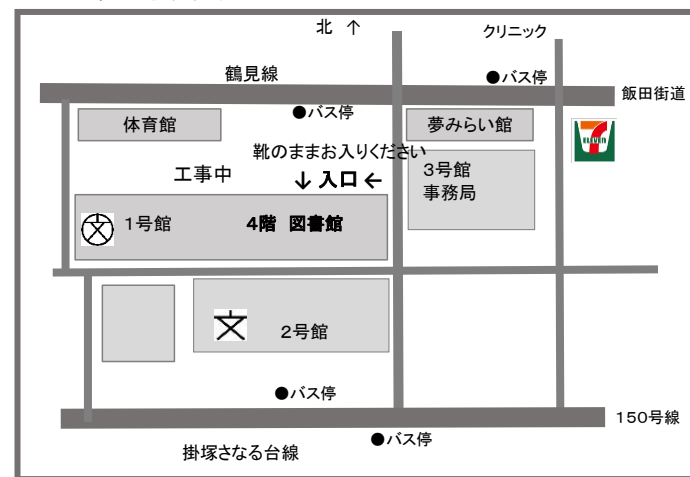 北 ↑
クリニック
鶴見線
●バス停
飯田街道
●バス停
体育館
夢みらい館
ELEVEN
靴のままお入りください
3号館
事務局
工事中
↓ 入口 ←
文 1号館
4階 図書館
文
2号館
●バス停
150号線
●バス停
掛塚さなる台線